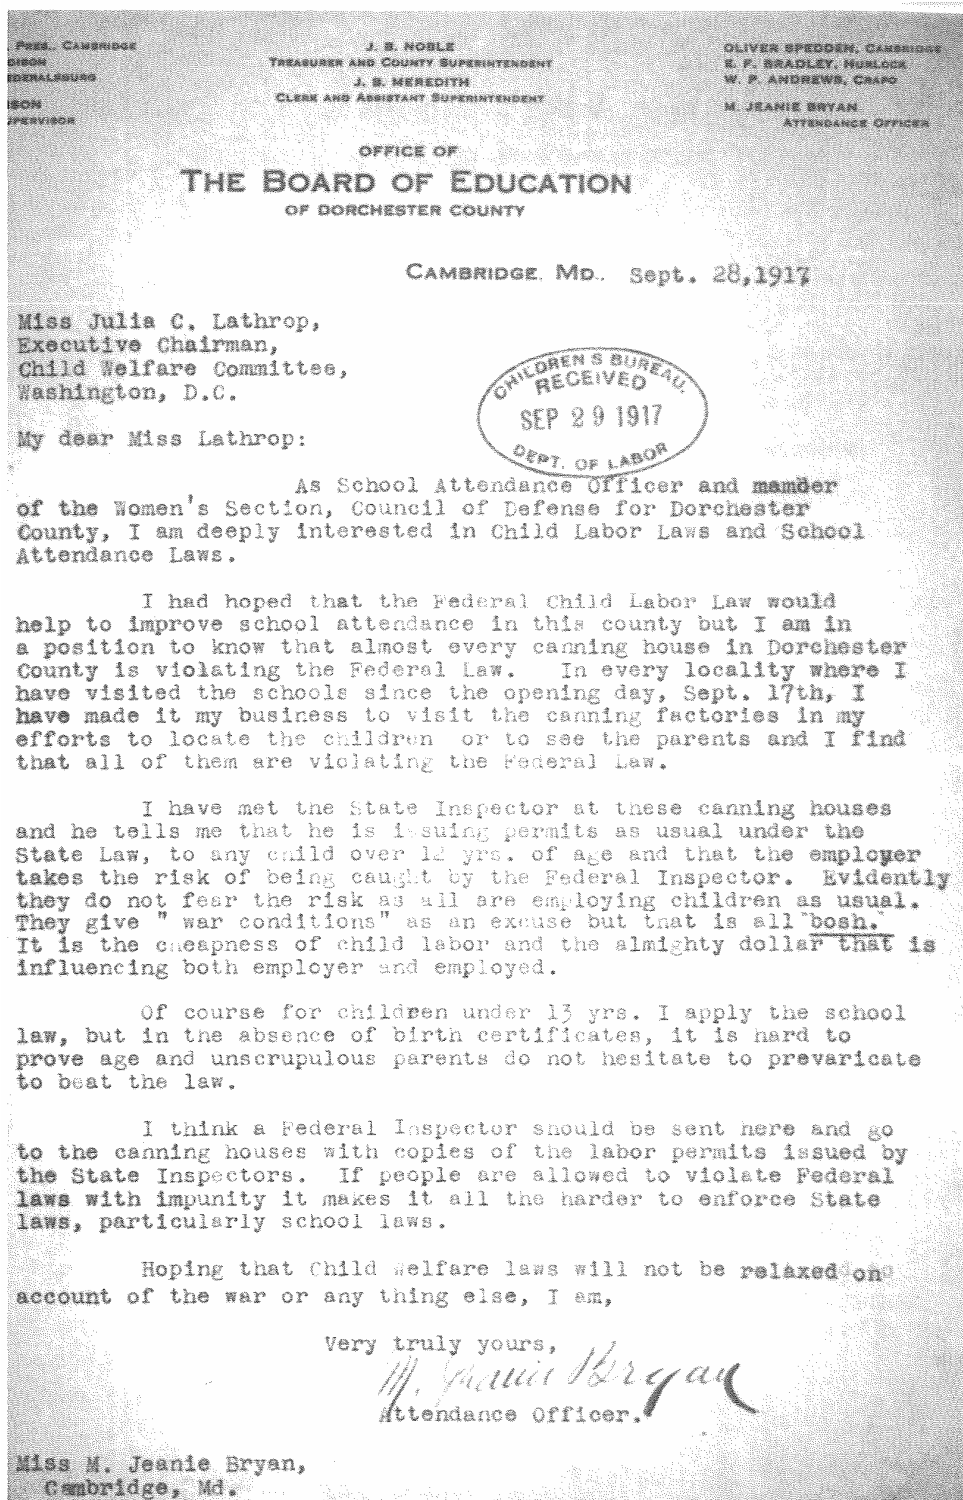 PRES., CAMBRIDGE
DISON
DERALSBURG
SON
PERVISOR
J. B. NOBLE
TREASURER AND COUNTY SUPERINTENDENT
J. B. MEREDITH
CLERK AND ASSISTANT SUPERINTENDENT
OLIVER SPEDDEN, CAMBRIDGE
E. F. BRADLEY, HURLOCK
W. P. ANDREWS, CRAPO
M. JEANIE BRYAN
ATTENDANCE OFFICER
OFFICE OF
THE BOARD OF EDUCATION
OF DORCHESTER COUNTY
CAMBRIDGE, MD., Sept. 28,1917
Miss Julia C. Lathrop,
Executive Chairman,
Child Welfare Committee,
Washington, D.C.
CHILDREN'S BUREAU.
RECEIVED
SEP 29 1917
DEPT. OF LABOR
My dear Miss Lathrop:
As School Attendance Officer and mamber
of the Women's Section, Council of Defense for Dorchester
County, I am deeply interested in Child Labor Laws and School
Attendance Laws.
I had hoped that the Federal Child Labor Law would
help to improve school attendance in this county but I am in
a position to know that almost every canning house in Dorchester
County is violating the Federal Law. In every locality where I
have visited the schools since the opening day, Sept. 17th, I
have made it my business to visit the canning factories in my
efforts to locate the children or to see the parents and I find
that all of them are violating the Federal Law.
I have met the State Inspector at these canning houses
and he tells me that he is issuing permits as usual under the
State Law, to any child over 12 yrs. of age and that the employer
takes the risk of being caught by the Federal Inspector. Evidently
they do not fear the risk as all are employing children as usual.
They give " war conditions" as an excuse but that is all "bosh."
It is the cheapness of child labor and the almighty dollar that is
influencing both employer and employed.
Of course for children under 13 yrs. I apply the school
law, but in the absence of birth certificates, it is hard to
prove age and unscrupulous parents do not hesitate to prevaricate
to beat the law.
I think a Federal Inspector should be sent here and go
to the canning houses with copies of the labor permits issued by
the State Inspectors. If people are allowed to violate Federal
laws with impunity it makes it all the harder to enforce State
laws, particularly school laws.
Hoping that Child Welfare laws will not be relaxed on
account of the war or any thing else, I am,
Very truly yours,
M. Jeanie Bryan
Attendance Officer.
Miss M. Jeanie Bryan,
Cambridge, Md.